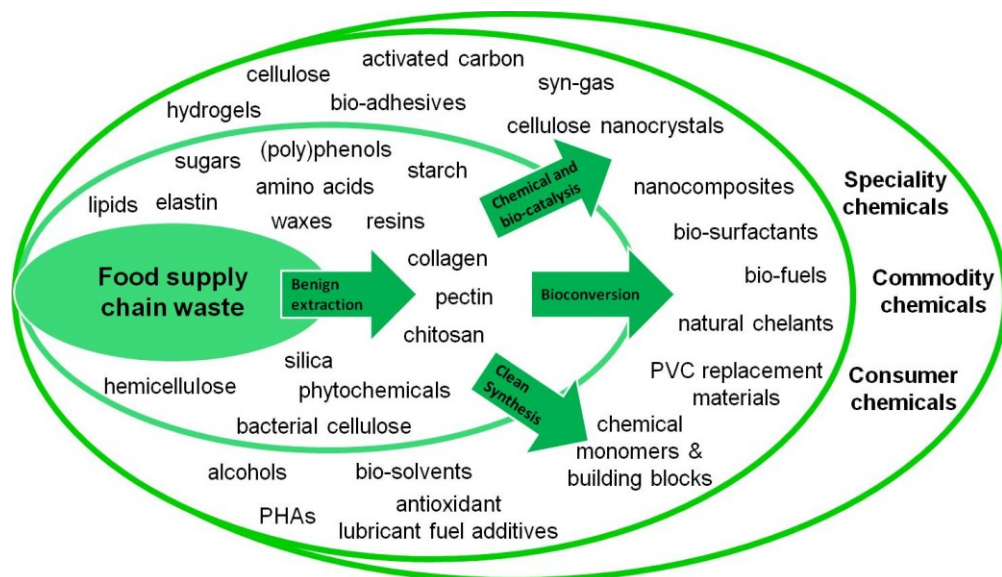 activated carbon
cellulose
syn-gas
hydrogels
bio-adhesives
cellulose nanocrystals
sugars
(poly)phenols
starch
Chemical and
bio-catalysis
amino acids
nanocomposites
Speciality
chemicals
lipids
elastin
waxes
resins
bio-surfactants
collagen
Food supply
chain waste
Benign
extraction
pectin
Bioconversion
bio-fuels
Commodity
chemicals
chitosan
natural chelants
silica
hemicellulose
phytochemicals
Clean
Synthesis
PVC replacement
materials
Consumer
chemicals
bacterial cellulose
chemical
monomers &
building blocks
alcohols
bio-solvents
PHAs
antioxidant
lubricant fuel additives